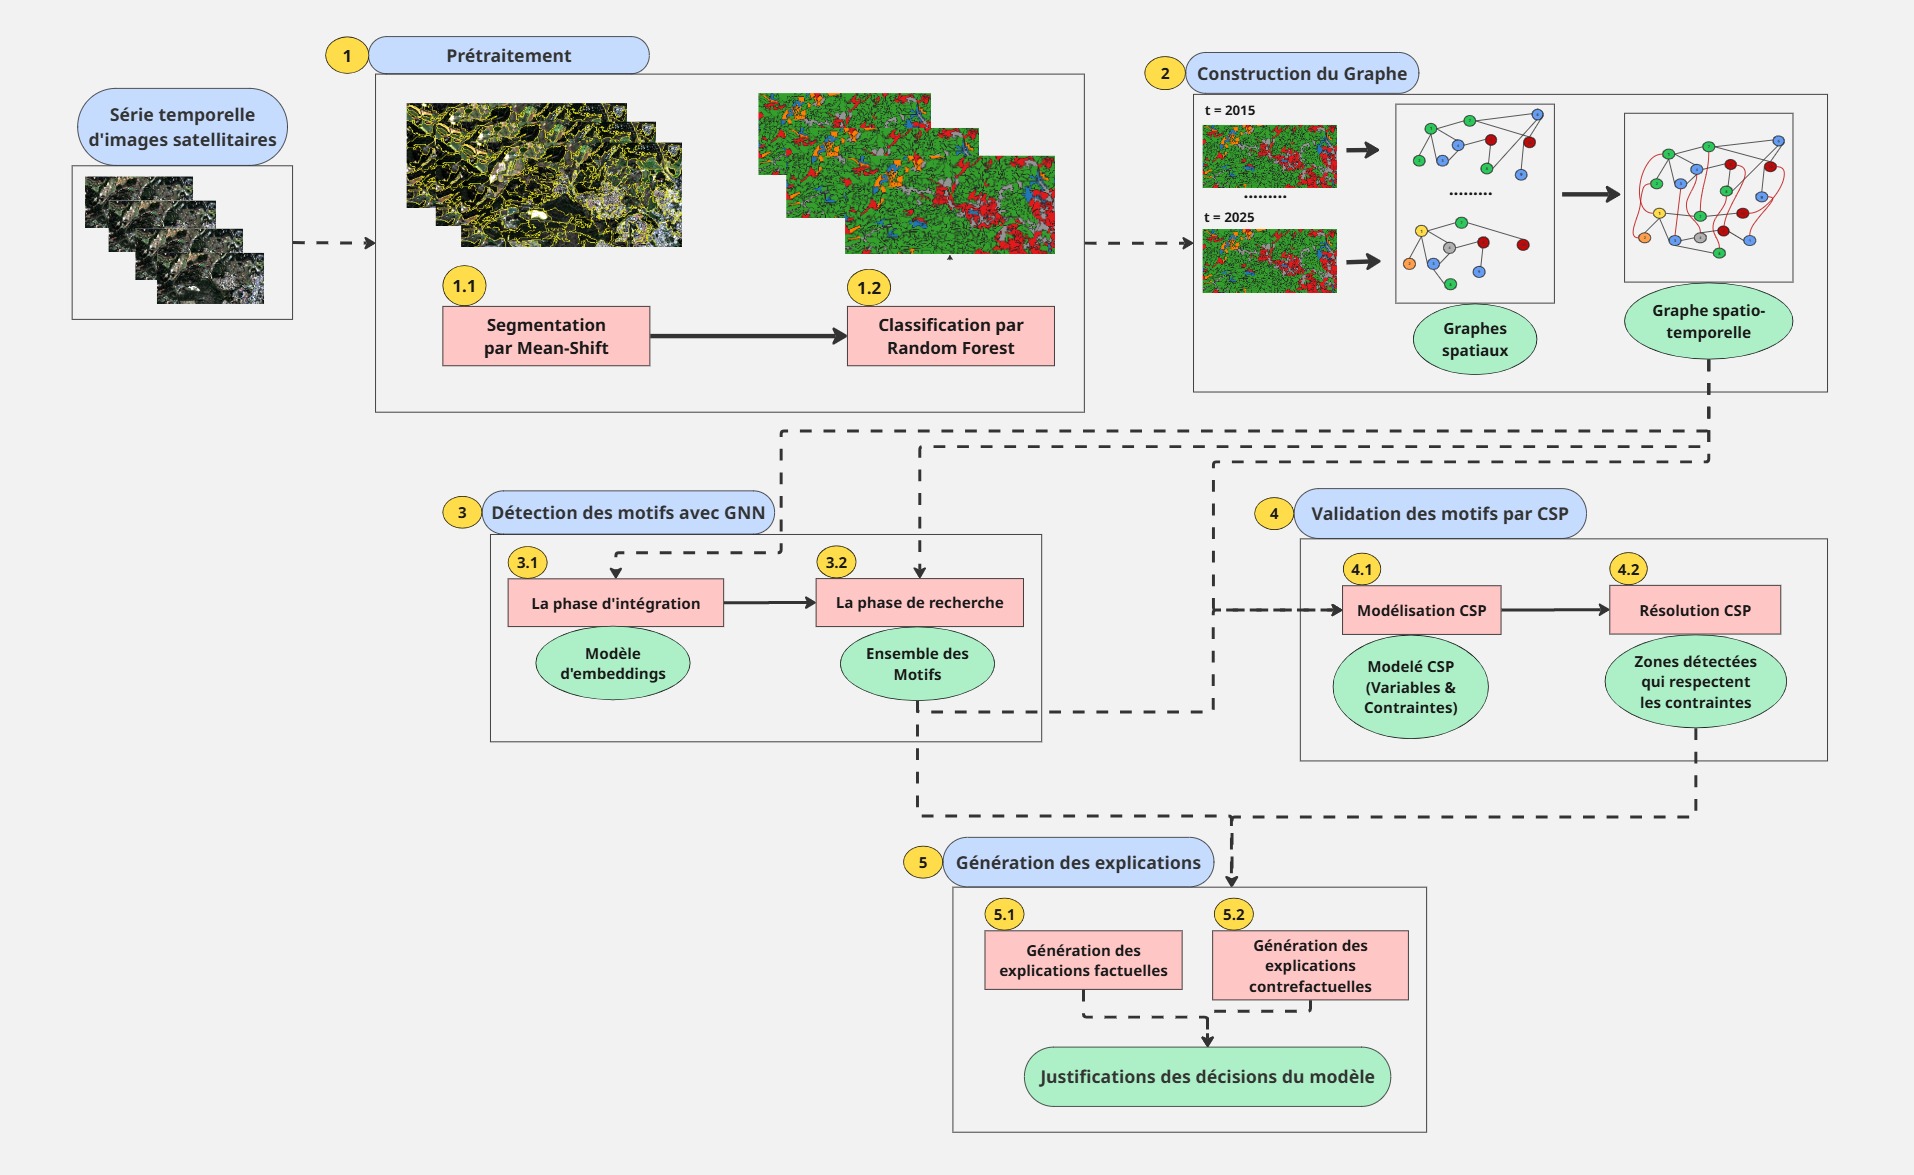 Série temporelle
d'images satellitaires
1
Prétraitement
1.1
Segmentation
par Mean-Shift
1.2
Classification par
Random Forest
2
Construction du Graphe
t = 2015
.........
t = 2025
.........
Graphes
spatiaux
Graphe spatio-
temporelle
3
Détection des motifs avec GNN
3.1
La phase d'intégration
Modèle
d'embeddings
3.2
La phase de recherche
Ensemble des
Motifs
4
Validation des motifs par CSP
4.1
Modélisation CSP
Modelé CSP
(Variables &
Contraintes)
4.2
Résolution CSP
Zones détectées
qui respectent
les contraintes
5
Génération des explications
5.1
Génération des
explications factuelles
5.2
Génération des
explications
contrefactuelles
Justifications des décisions du modèle